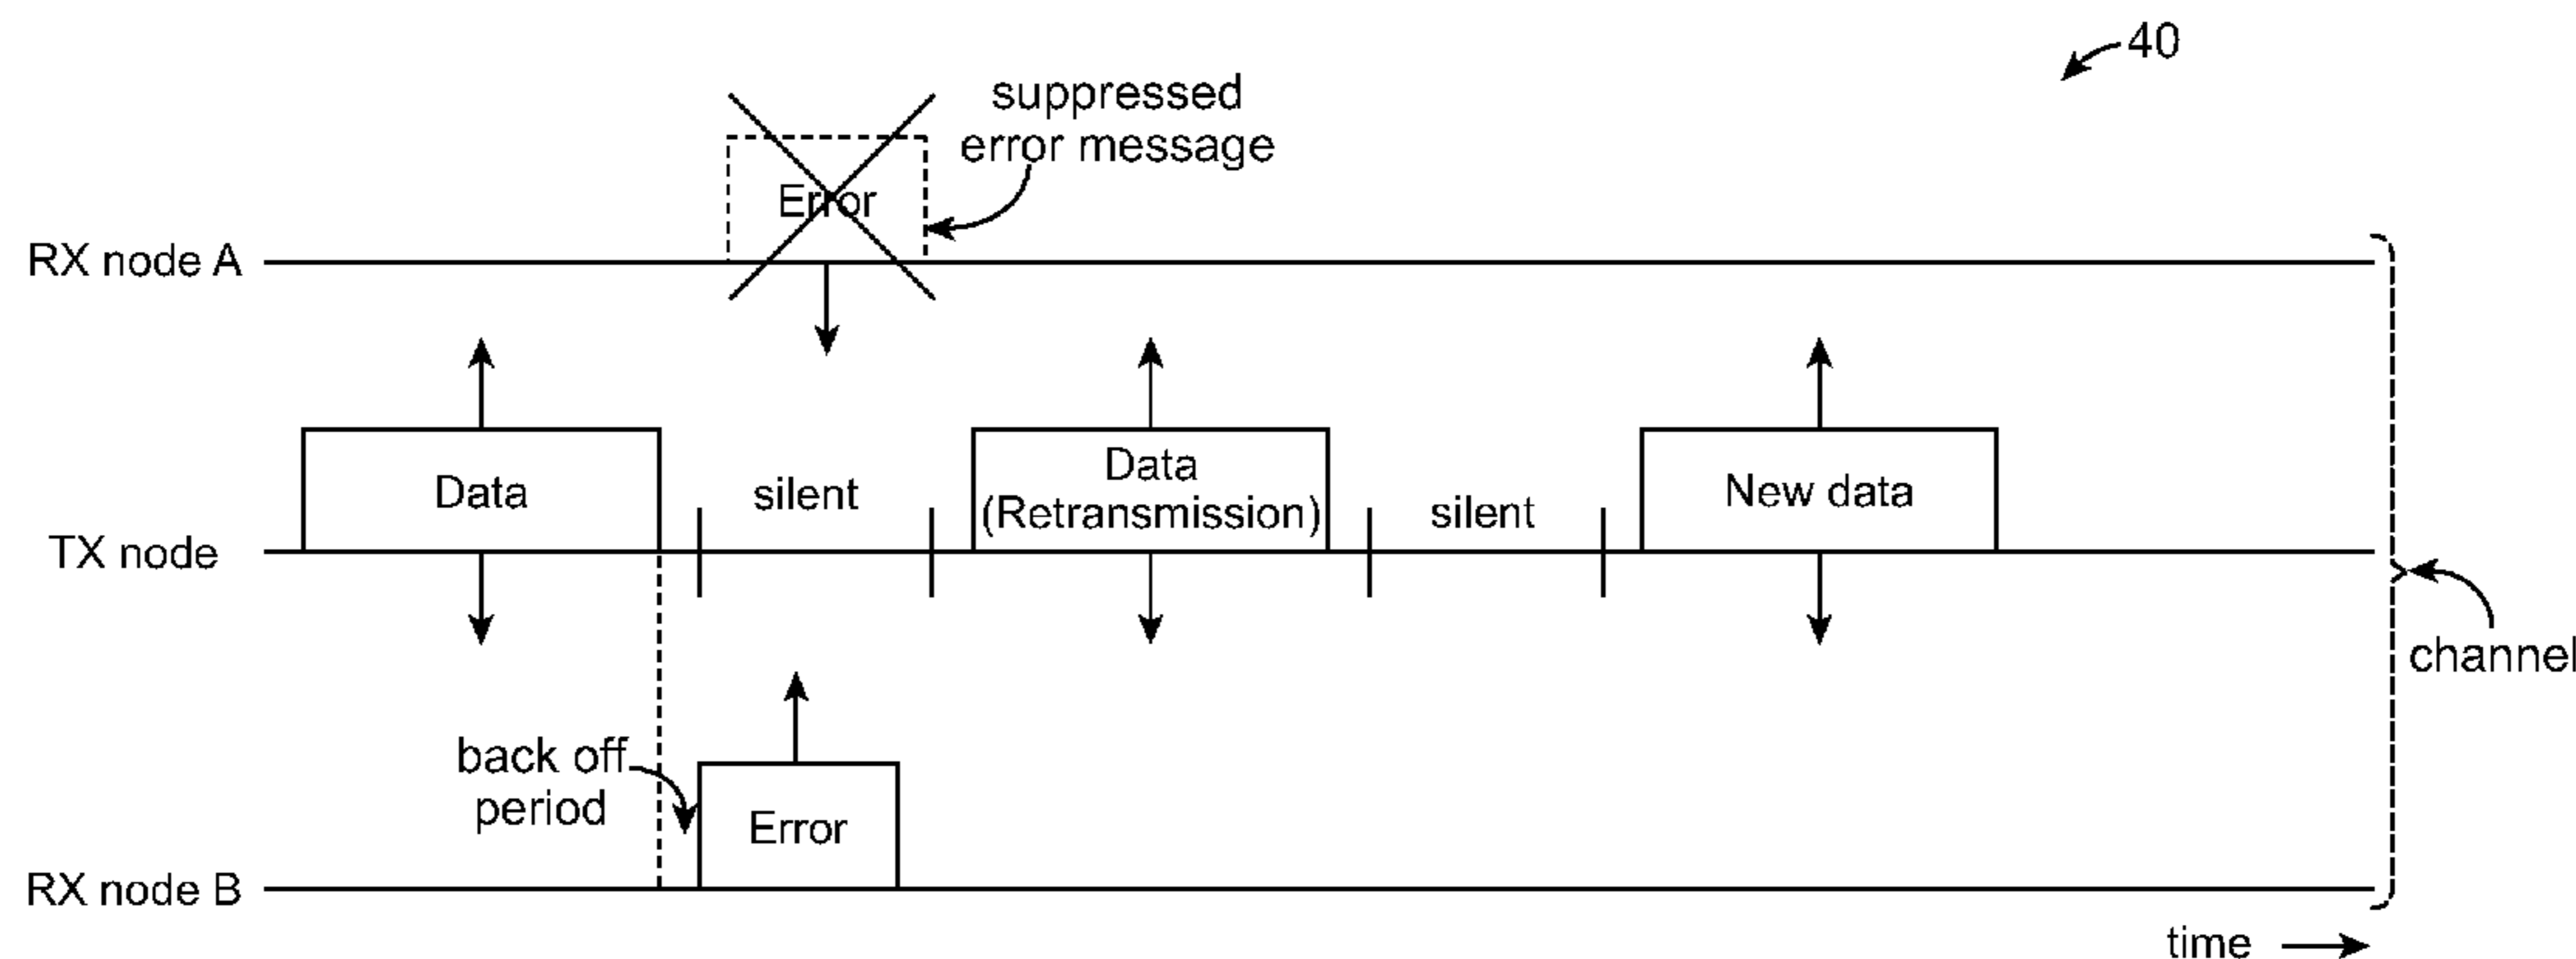 40
suppressed
error message
Error
RX node A
Data
silent
Data
(Retransmission)
silent
New data
TX node
channel
back off
period
Error
RX node B
time